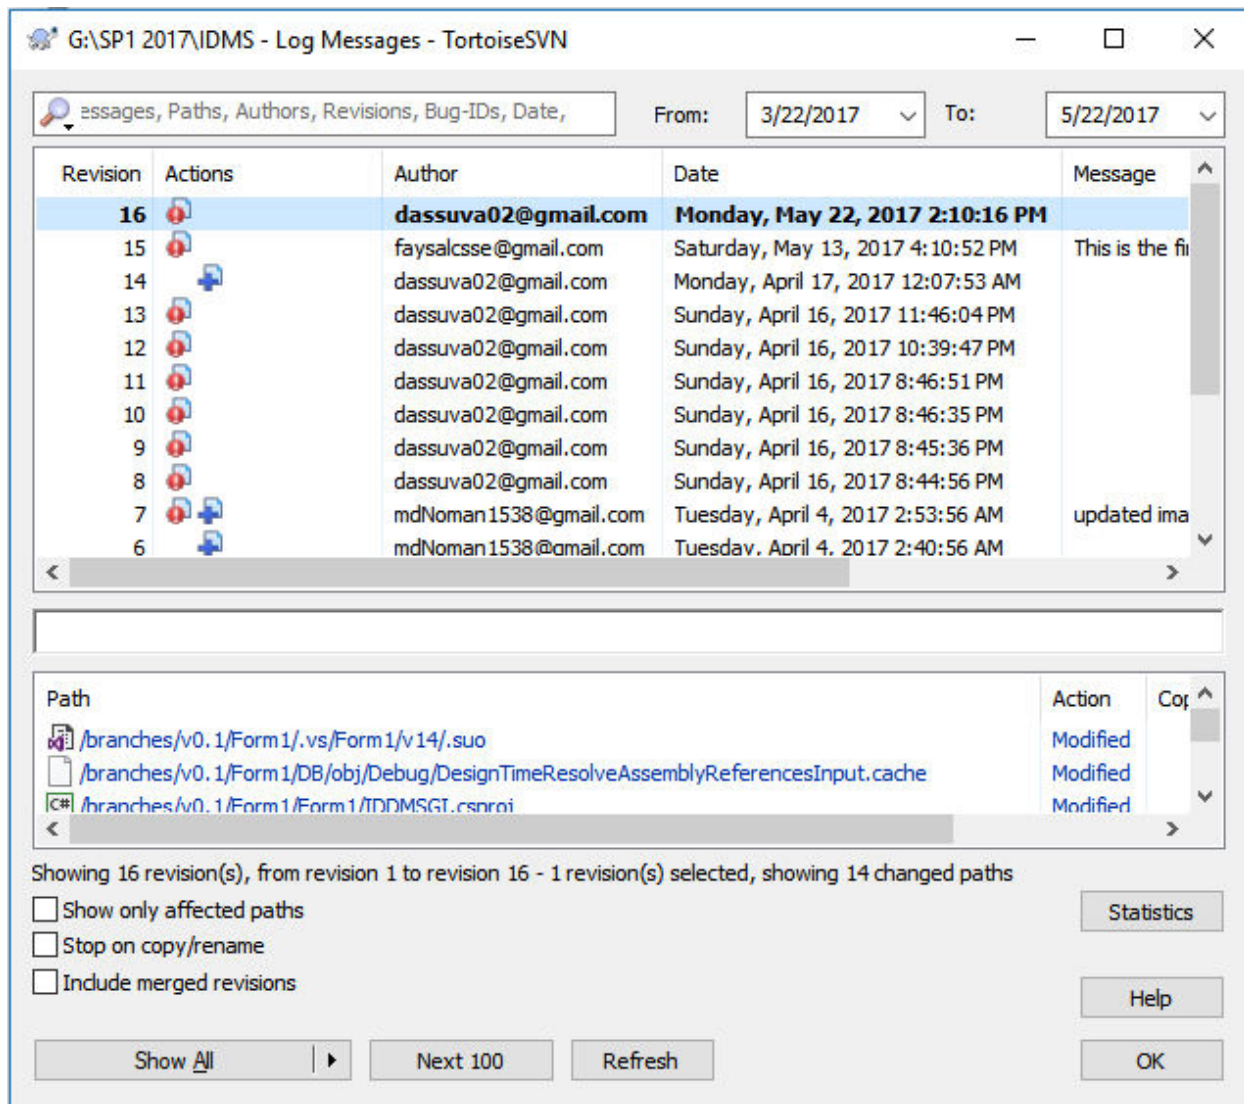 G:\SP1 2017\IDMS - Log Messages - TortoiseSVN
essages, Paths, Authors, Revisions, Bug-IDs, Date, From: 3/22/2017 To: 5/22/2017
Revision Actions Author Date Message
16 dassuva02@gmail.com Monday, May 22, 2017 2:10:16 PM
15 faysalcsse@gmail.com Saturday, May 13, 2017 4:10:52 PM This is the fi
14 dassuva02@gmail.com Monday, April 17, 2017 12:07:53 AM
13 dassuva02@gmail.com Sunday, April 16, 2017 11:46:04 PM
12 dassuva02@gmail.com Sunday, April 16, 2017 10:39:47 PM
11 dassuva02@gmail.com Sunday, April 16, 2017 8:46:51 PM
10 dassuva02@gmail.com Sunday, April 16, 2017 8:46:35 PM
9 dassuva02@gmail.com Sunday, April 16, 2017 8:45:36 PM
8 dassuva02@gmail.com Sunday, April 16, 2017 8:44:56 PM
7 mdNoman1538@gmail.com Tuesday, April 4, 2017 2:53:56 AM updated ima
6 mdNoman1538@gmail.com Tuesday, April 4, 2017 2:40:56 AM
Path Action Cop
/branches/v0.1/Form1/.vs/Form1/v14/.suo Modified
/branches/v0.1/Form1/DB/obj/Debug/DesignTimeResolveAssemblyReferencesInput.cache Modified
C# /branches/v0.1/Form1/Form1/IDDMSGI.csproj Modified
Showing 16 revision(s), from revision 1 to revision 16 - 1 revision(s) selected, showing 14 changed paths
Show only affected paths
Statistics
Stop on copy/rename
Include merged revisions
Help
Show All Next 100 Refresh OK